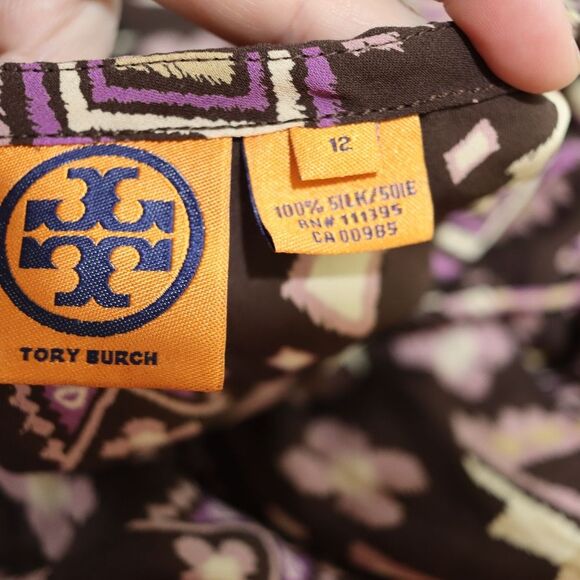 TORY BURCH
12
100% SILK/SOIE
RN# 111395
CA 00985